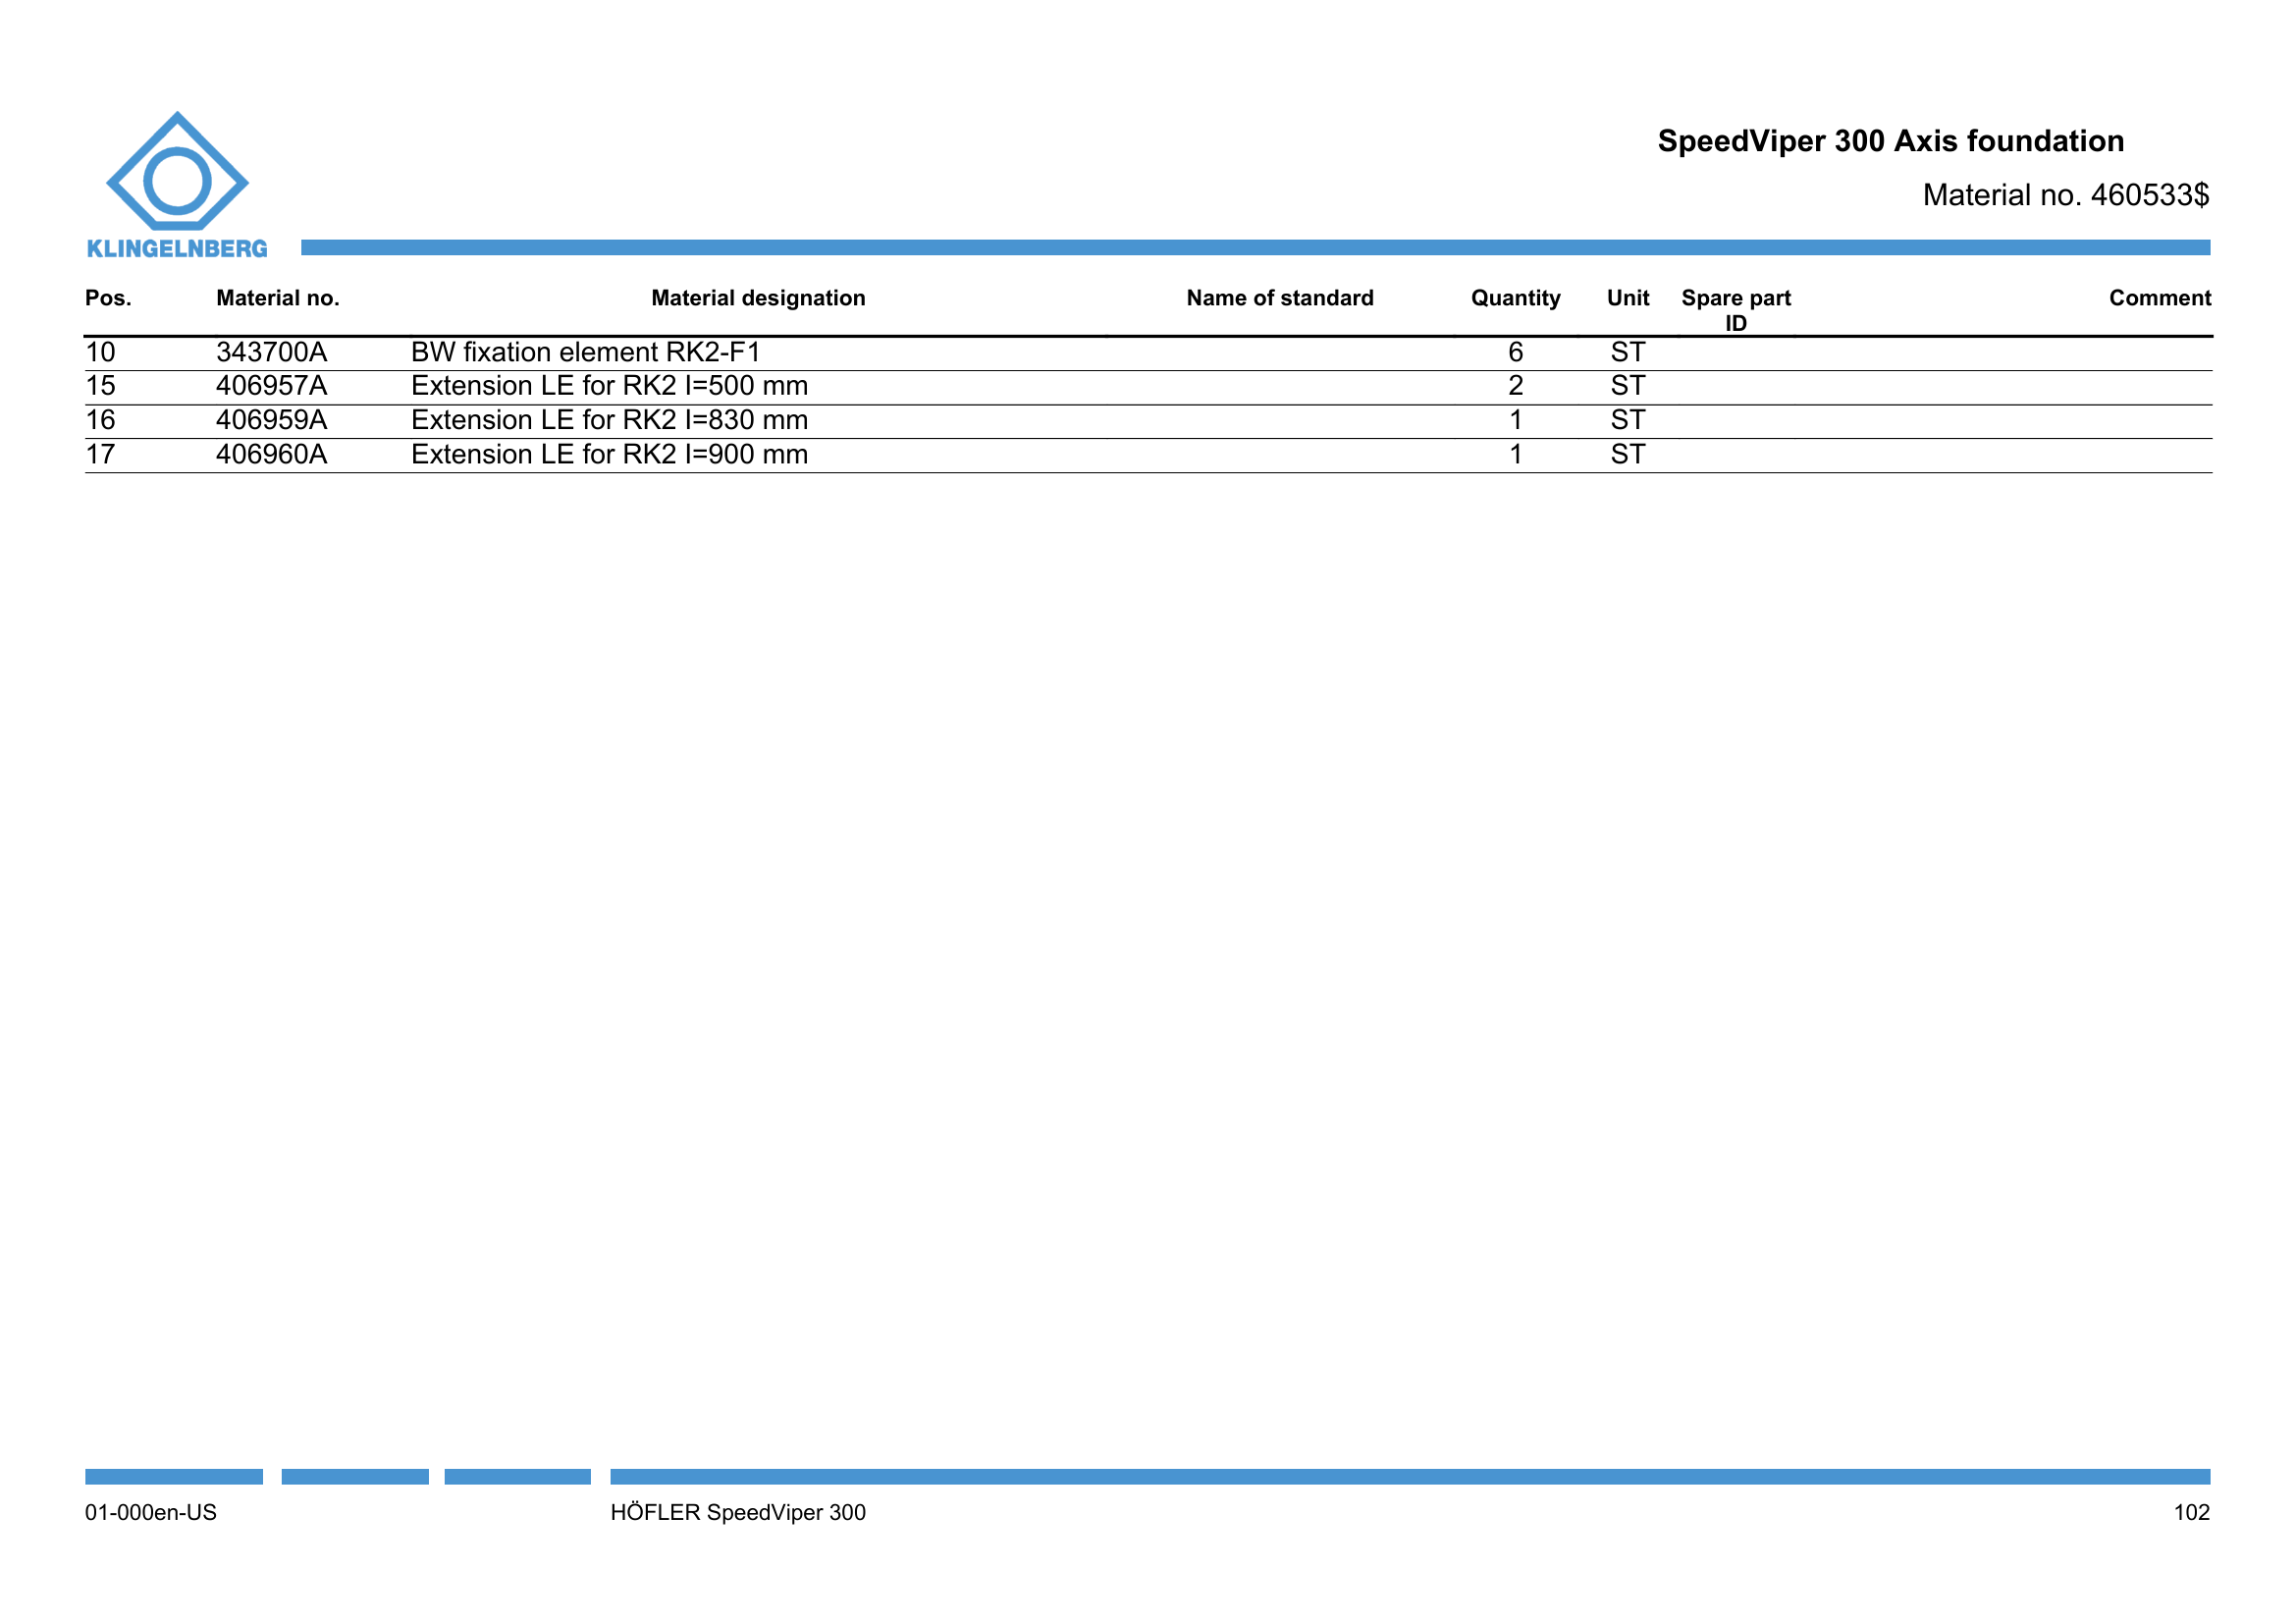 SpeedViper 300 Axis foundation
Material no. 460533$
KLINGELNBERG
Pos. Material no. Material designation Name of standard Quantity Unit Spare part ID Comment
10 343700A BW fixation element RK2-F1 6 ST
15 406957A Extension LE for RK2 l=500 mm 2 ST
16 406959A Extension LE for RK2 l=830 mm 1 ST
17 406960A Extension LE for RK2 l=900 mm 1 ST
01-000en-US HÖFLER SpeedViper 300 102